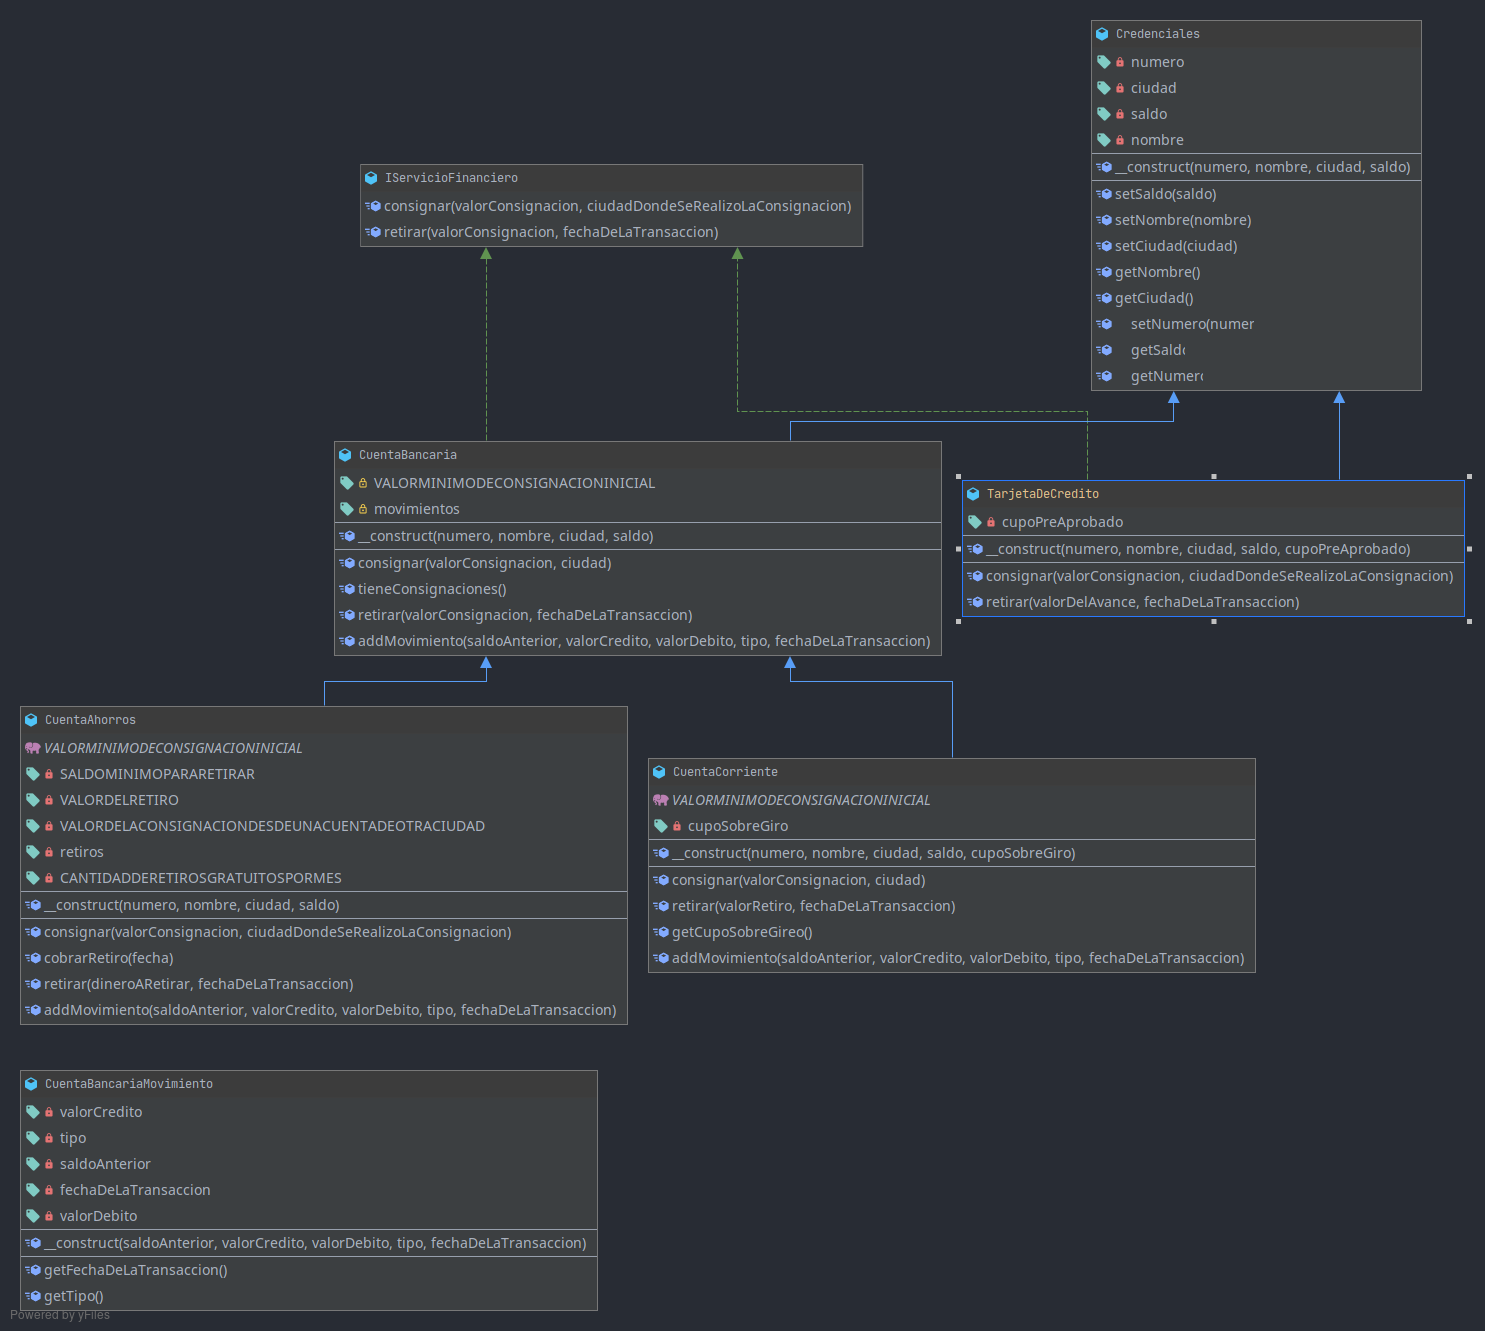 Credenciales
numero
ciudad
saldo
nombre
__construct(numero, nombre, ciudad, saldo)
setSaldo(saldo)
setNombre(nombre)
setCiudad(ciudad)
getNombre()
getCiudad()
setNumero(numer
getSaldo
getNumero
IServicioFinanciero
consignar(valorConsignacion, ciudadDondeSeRealizoLaConsignacion)
retirar(valorConsignacion, fechaDeLaTransaccion)
CuentaBancaria
VALORMINIMODECONSIGNACIONINICIAL
movimientos
__construct(numero, nombre, ciudad, saldo)
consignar(valorConsignacion, ciudad)
tieneConsignaciones()
retirar(valorConsignacion, fechaDeLaTransaccion)
addMovimiento(saldoAnterior, valorCredito, valorDebito, tipo, fechaDeLaTransaccion)
TarjetaDeCredito
cupoPreAprobado
__construct(numero, nombre, ciudad, saldo, cupoPreAprobado)
consignar(valorConsignacion, ciudadDondeSeRealizoLaConsignacion)
retirar(valorDelAvance, fechaDeLaTransaccion)
CuentaAhorros
VALORMINIMODECONSIGNACIONINICIAL
SALDOMINIMOPARARETIRAR
VALORDELRETIRO
VALORDELACONSIGNACIONDESDEUNACUENTADEOTRACIUDAD
retiros
CANTIDADDERETIROSGRATUITOSPORMES
__construct(numero, nombre, ciudad, saldo)
consignar(valorConsignacion, ciudadDondeSeRealizoLaConsignacion)
cobrarRetiro(fecha)
retirar(dineroARetirar, fechaDeLaTransaccion)
addMovimiento(saldoAnterior, valorCredito, valorDebito, tipo, fechaDeLaTransaccion)
CuentaCorriente
VALORMINIMODECONSIGNACIONINICIAL
cupoSobreGiro
__construct(numero, nombre, ciudad, saldo, cupoSobreGiro)
consignar(valorConsignacion, ciudad)
retirar(valorRetiro, fechaDeLaTransaccion)
getCupoSobreGireo()
addMovimiento(saldoAnterior, valorCredito, valorDebito, tipo, fechaDeLaTransaccion)
CuentaBancariaMovimiento
valorCredito
tipo
saldoAnterior
fechaDeLaTransaccion
valorDebito
__construct(saldoAnterior, valorCredito, valorDebito, tipo, fechaDeLaTransaccion)
getFechaDeLaTransaccion()
getTipo()
Powered by yFiles